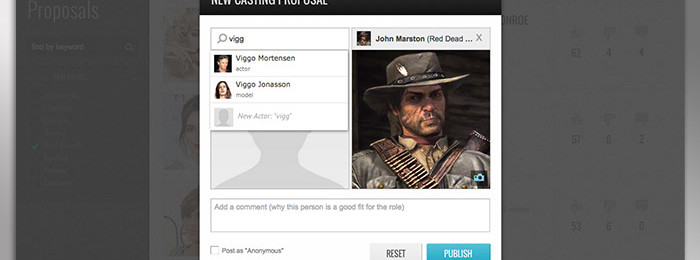 NEW CASTING PROPOSAL
Proposals
vigg
John Marston (Red Dead ... X
Viggo Mortensen
actor
Viggo Jonasson
model
New Actor: "vigg"
Add a comment (why this person is a good fit for the role)
Post as "Anonymous"
RESET
PUBLISH
find by keyword
ONROE
62 4 4
57 6 2
53 6 0